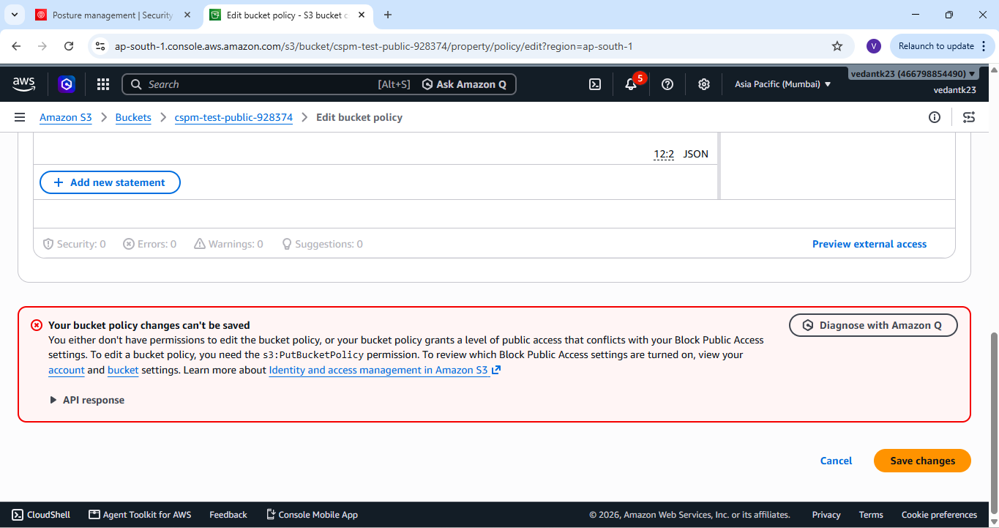 Posture management | Security
Edit bucket policy - S3 bucket c
ap-south-1.console.aws.amazon.com/s3/bucket/cspm-test-public-928374/property/policy/edit?region=ap-south-1
V
Relaunch to update
aws
Search
[Alt+S]
Ask Amazon Q
5
Asia Pacific (Mumbai)
vedantk23 (466798854490)
vedantk23
Amazon S3 > Buckets > cspm-test-public-928374 > Edit bucket policy
12:2 JSON
+ Add new statement
Security: 0 Errors: 0 Warnings: 0 Suggestions: 0
Preview external access
Your bucket policy changes can't be saved
Diagnose with Amazon Q
You either don't have permissions to edit the bucket policy, or your bucket policy grants a level of public access that conflicts with your Block Public Access
settings. To edit a bucket policy, you need the s3:PutBucketPolicy permission. To review which Block Public Access settings are turned on, view your
account and bucket settings. Learn more about Identity and access management in Amazon S3
API response
Cancel
Save changes
CloudShell
Agent Toolkit for AWS
Feedback
Console Mobile App
© 2026, Amazon Web Services, Inc. or its affiliates.
Privacy
Terms
Cookie preferences